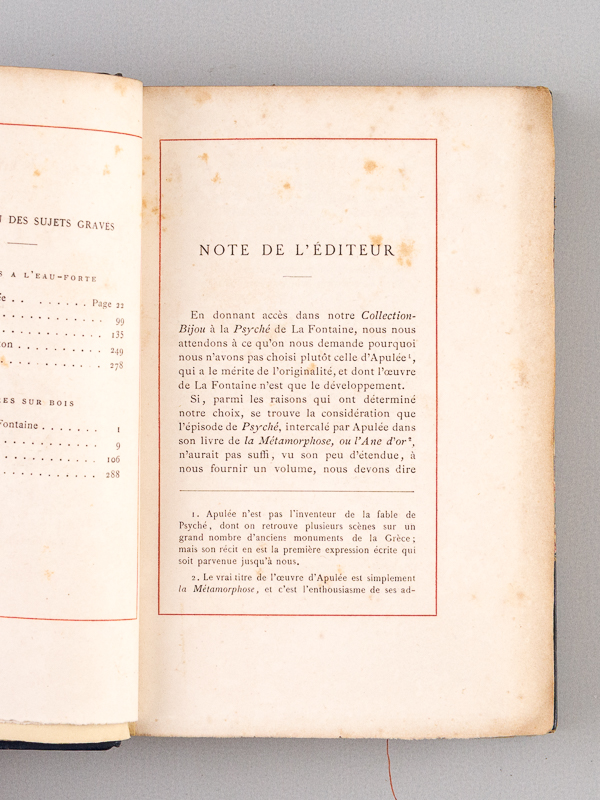 DES SUJETS GRAVES
A L'EAU-FORTE
. . . . . . . Page 22
. . . . . . . . . . . . 99
. . . . . . . . . . . . 135
. . . . . . . . . . 249
. . . . . . . . . . . . 278
SUR BOIS
Fontaine . . . . . . . 1
. . . . . . . . . . . . 9
. . . . . . . . . . . . 106
. . . . . . . . . . . . 288
NOTE DE L'ÉDITEUR
En donnant accès dans notre Collection-
Bijou à la Psyché de La Fontaine, nous nous
attendons à ce qu'on nous demande pourquoi
nous n'avons pas choisi plutôt celle d'Apulée¹,
qui a le mérite de l'originalité, et dont l'œuvre
de La Fontaine n'est que le développement.
Si, parmi les raisons qui ont déterminé
notre choix, se trouve la considération que
l'épisode de Psyché, intercalé par Apulée dans
son livre de la Métamorphose, ou l'Ane d'or²,
n'aurait pas suffi, vu son peu d'étendue, à
nous fournir un volume, nous devons dire
1. Apulée n'est pas l'inventeur de la fable de
Psyché, dont on retrouve plusieurs scènes sur un
grand nombre d'anciens monuments de la Grèce;
mais son récit en est la première expression écrite qui
soit parvenue jusqu'à nous.
2. Le vrai titre de l'œuvre d'Apulée est simplement
la Métamorphose, et c'est l'enthousiasme de ses ad-